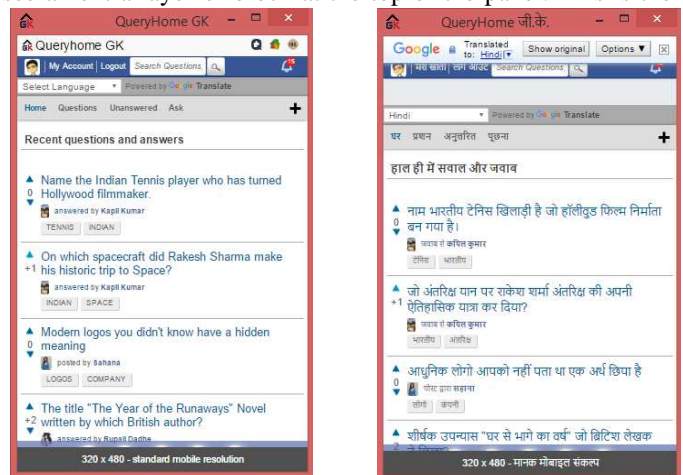 QueryHome GK
Queryhome GK
My Account | Logout Search Questions,
15
Select Language Powered by Google Translate
Home Questions Unanswered Ask
Recent questions and answers
0 Name the Indian Tennis player who has turned
Hollywood filmmaker.
answered by Kapil Kumar
TENNIS INDIAN
+1 On which spacecraft did Rakesh Sharma make
his historic trip to Space?
answered by Kapil Kumar
INDIAN SPACE
0 Modern logos you didn't know have a hidden
meaning
posted by Sahana
LOGOS COMPANY
+2 The title "The Year of the Runaways" Novel
written by which British author?
answered by Rupali Dadhe
320 x 480 - standard mobile resolution
QueryHome जी.के.
Google Translated
to: Hindi Show original Options ▼
मेरा खाता लॉग आउट Search Questions,
Hindi Powered by Google Translate
घर प्रशन अनुत्तरित पूछना
हाल ही में सवाल और जवाब
0 नाम भारतीय टेनिस खिलाड़ी है जो हॉलीवुड फिल्म निर्माता
बन गया है।
जवाब से कपिल कुमार
टेनिस भारतीय
+1 जो अंतरिक्ष यान पर राकेश शर्मा अंतरिक्ष की अपनी
ऐतिहासिक यात्रा कर दिया?
जवाब से कपिल कुमार
भारतीय अंतरिक्ष
0 आधुनिक लोगो आपको नहीं पता था एक अर्थ छिपा है
पोस्ट द्वारा सहाना
लोगो कंपनी
शीर्षक उपन्यास "घर से भागे का वर्ष" जो ब्रिटिश लेखक
320 x 480 - मानक मोबाइल संकल्प